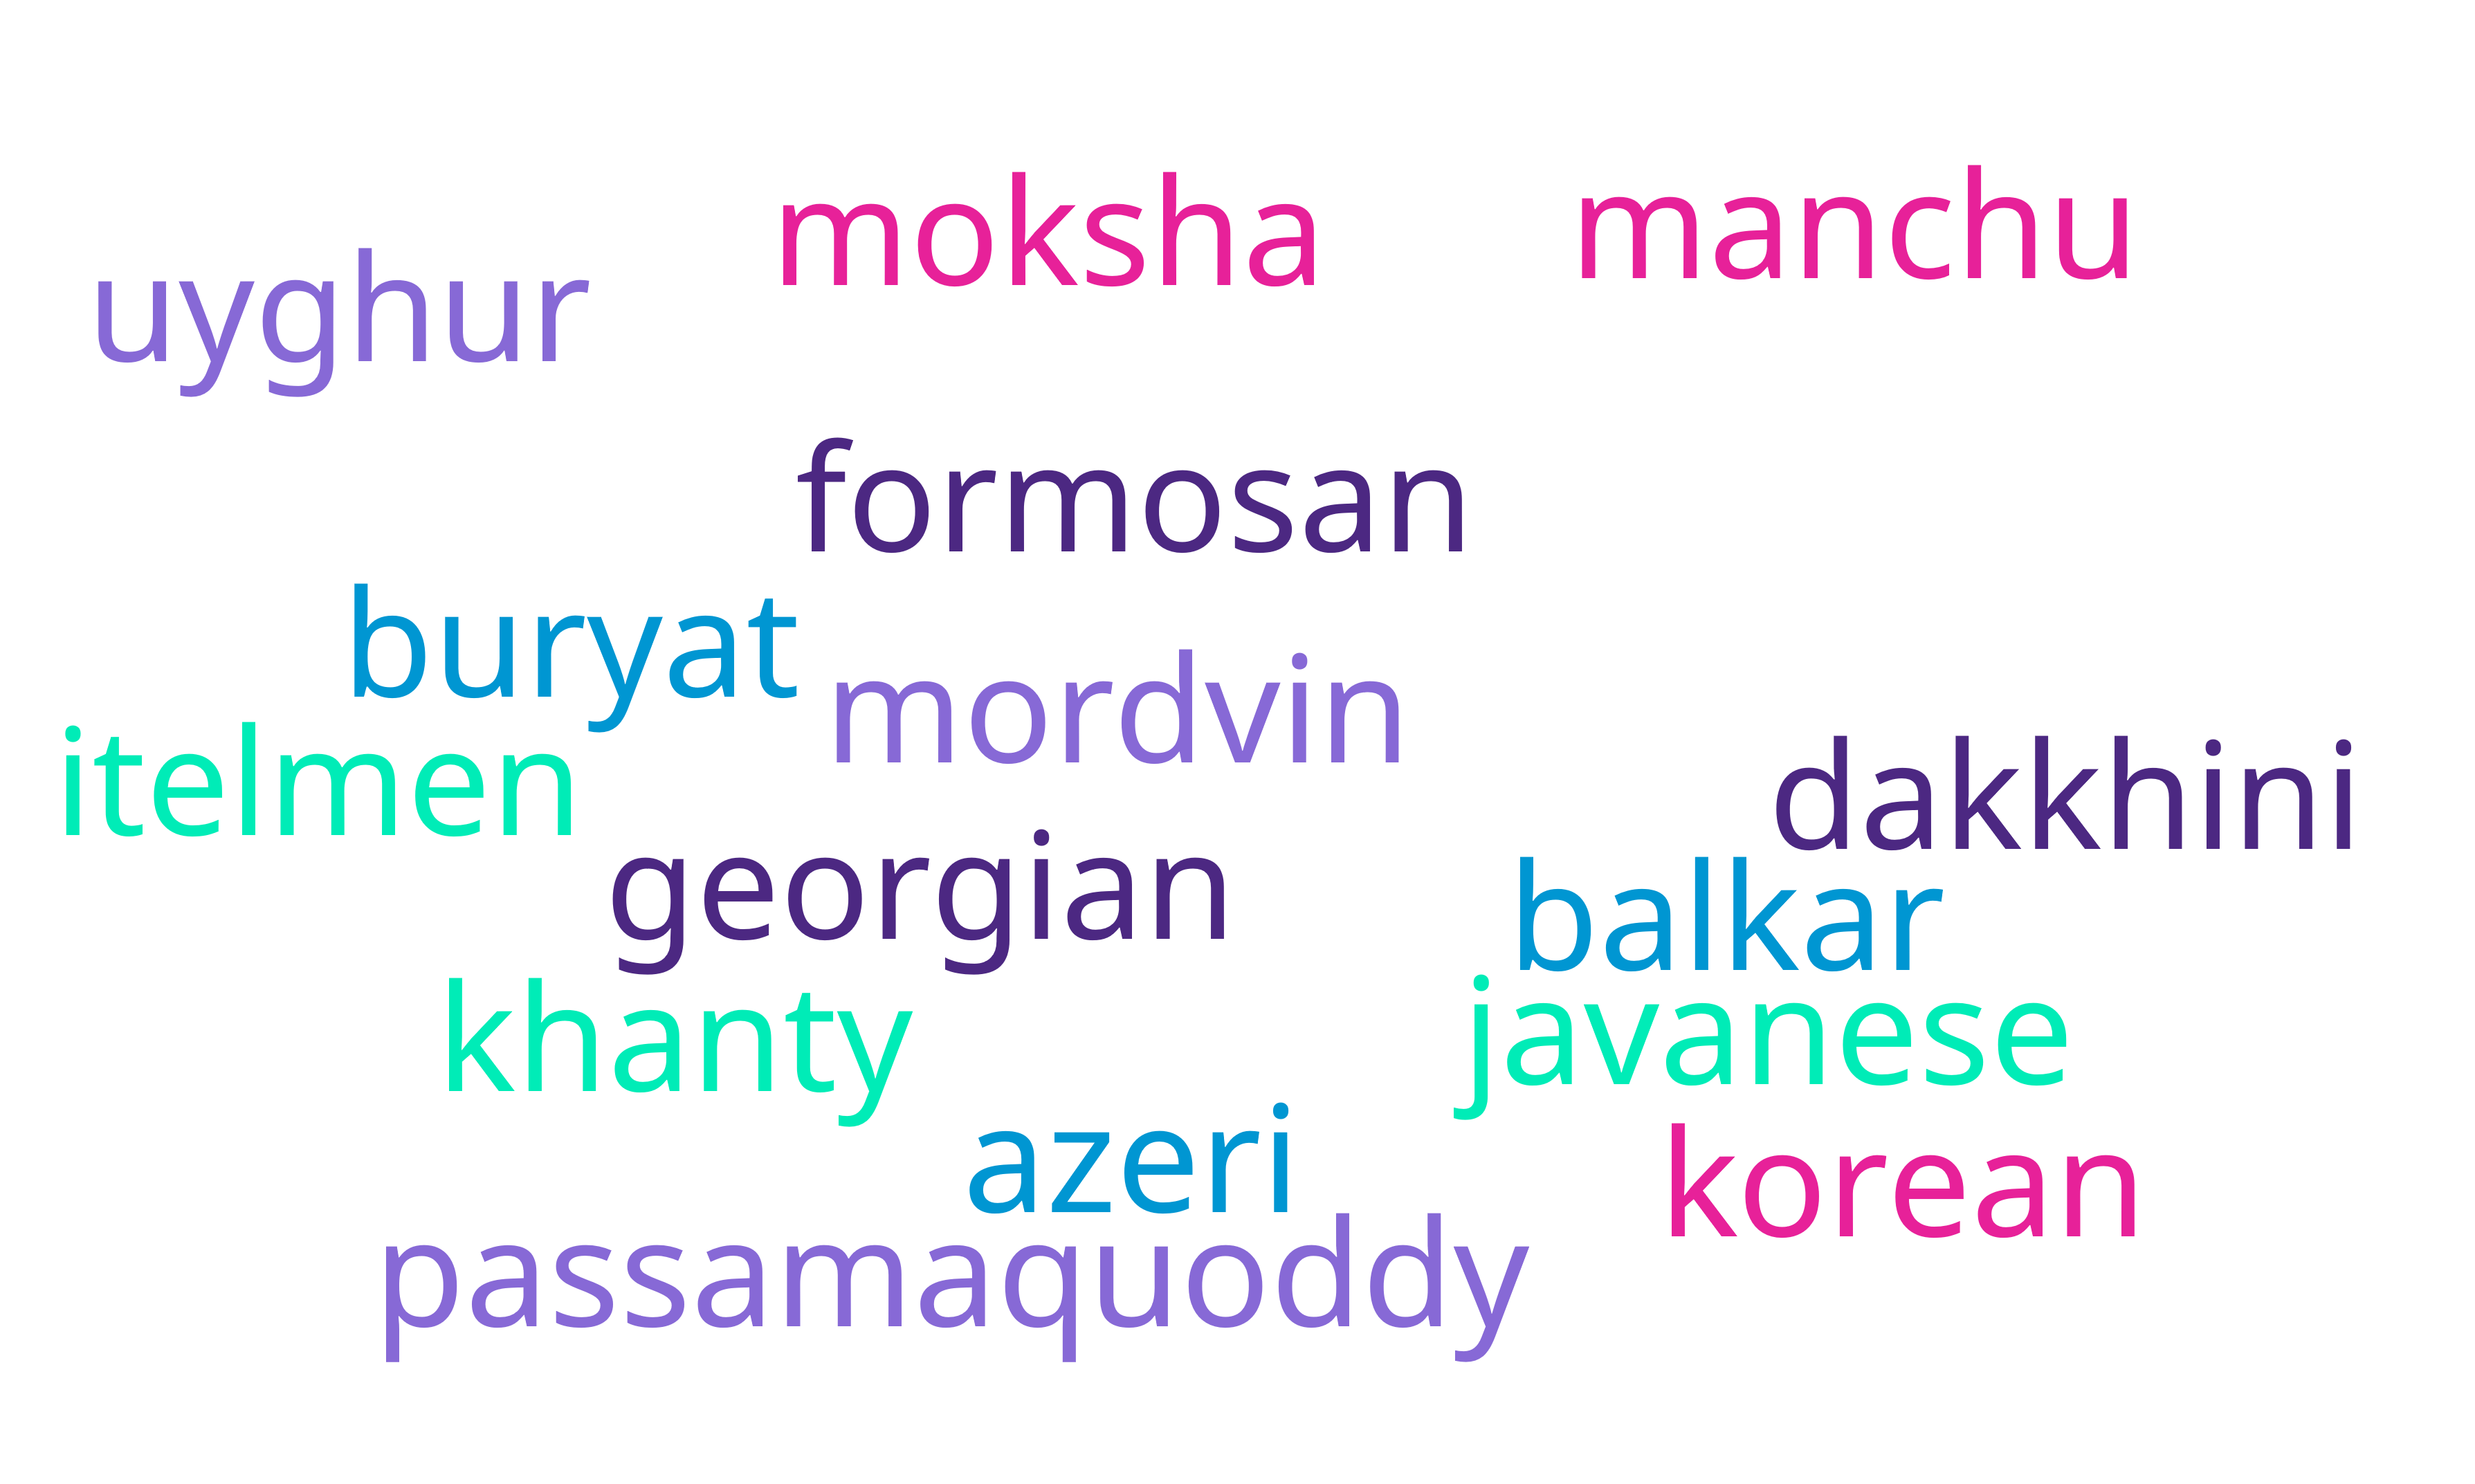 moksha
manchu
uyghur
formosan
buryat
mordvin
itelmen
dakkhini
georgian
balkar
khanty
javanese
azeri
korean
passamaquoddy